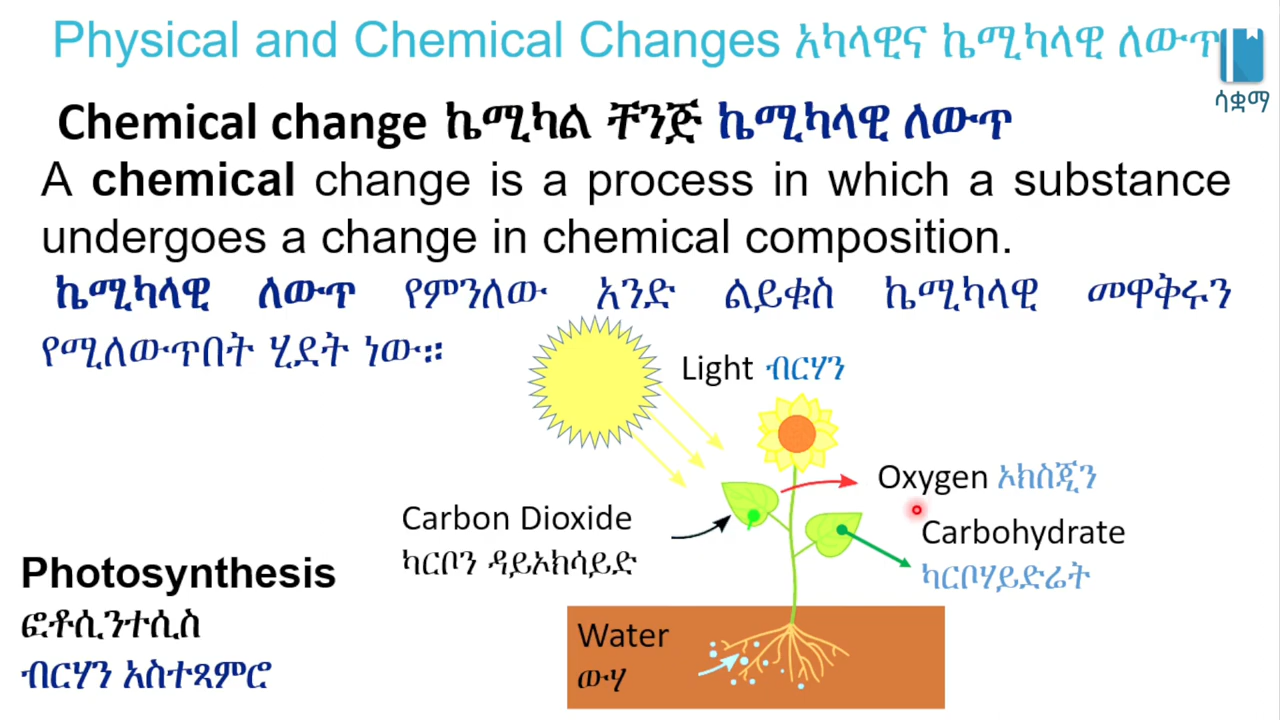 Physical and Chemical Changes አካላዊና ኬሚካላዊ ለውጥ
ሳቋማ
Chemical change ኬሚካል ቸንጅ ኬሚካላዊ ለውጥ
A chemical change is a process in which a substance
undergoes a change in chemical composition.
ኬሚካላዊ ለውጥ የምንለው አንድ ልይቁስ ኬሚካላዊ መዋቅሩን
የሚለውጥበት ሂደት ነው።
Light ብርሃን
Oxygen ኦክስጂን
Carbon Dioxide
ካርቦን ዳይኦክሳይድ
Carbohydrate
ካርቦሃይድሬት
Photosynthesis
ፎቶሲንተሲስ
ብርሃን አስተጻምሮ
Water
ውሃ